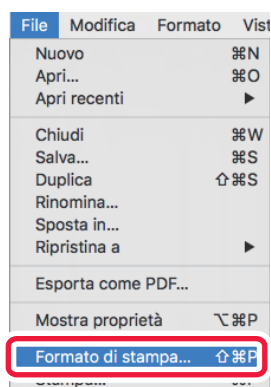 File Modifica Formato Vist
Nuovo ⌘N
Apri... ⌘O
Apri recenti ▶
Chiudi ⌘W
Salva... ⌘S
Duplica ⇧⌘S
Rinomina...
Sposta in...
Ripristina a ▶
Esporta come PDF...
Mostra proprietà ⌥⌘P
Formato di stampa... ⇧⌘P